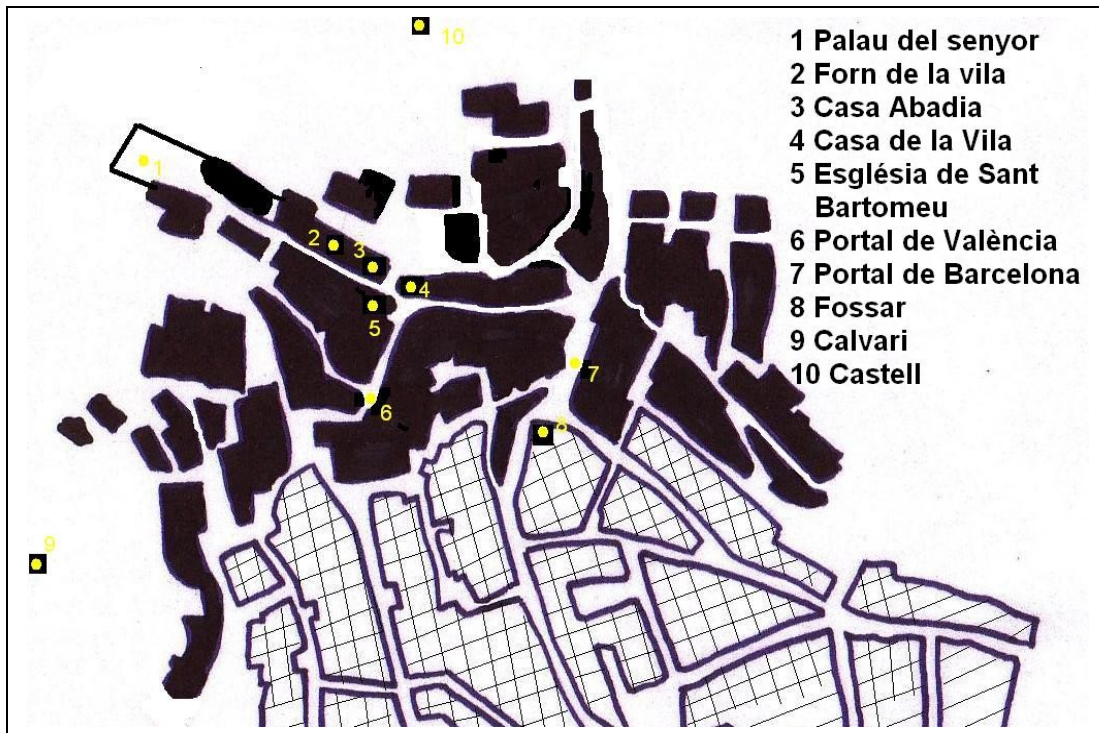 10
1 Palau del senyor
2 Forn de la vila
3 Casa Abadia
4 Casa de la Vila
5 Església de Sant
Bartomeu
6 Portal de València
7 Portal de Barcelona
8 Fossar
9 Calvari
10 Castell
1
2
3
4
5
7
6
8
9